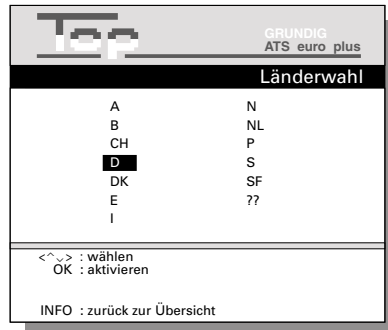 Top
GRUNDIG
ATS euro plus
Länderwahl
A
B
CH
D
DK
E
I
N
NL
P
S
SF
??
<^⌄> : wählen
OK : aktivieren
INFO : zurück zur Übersicht